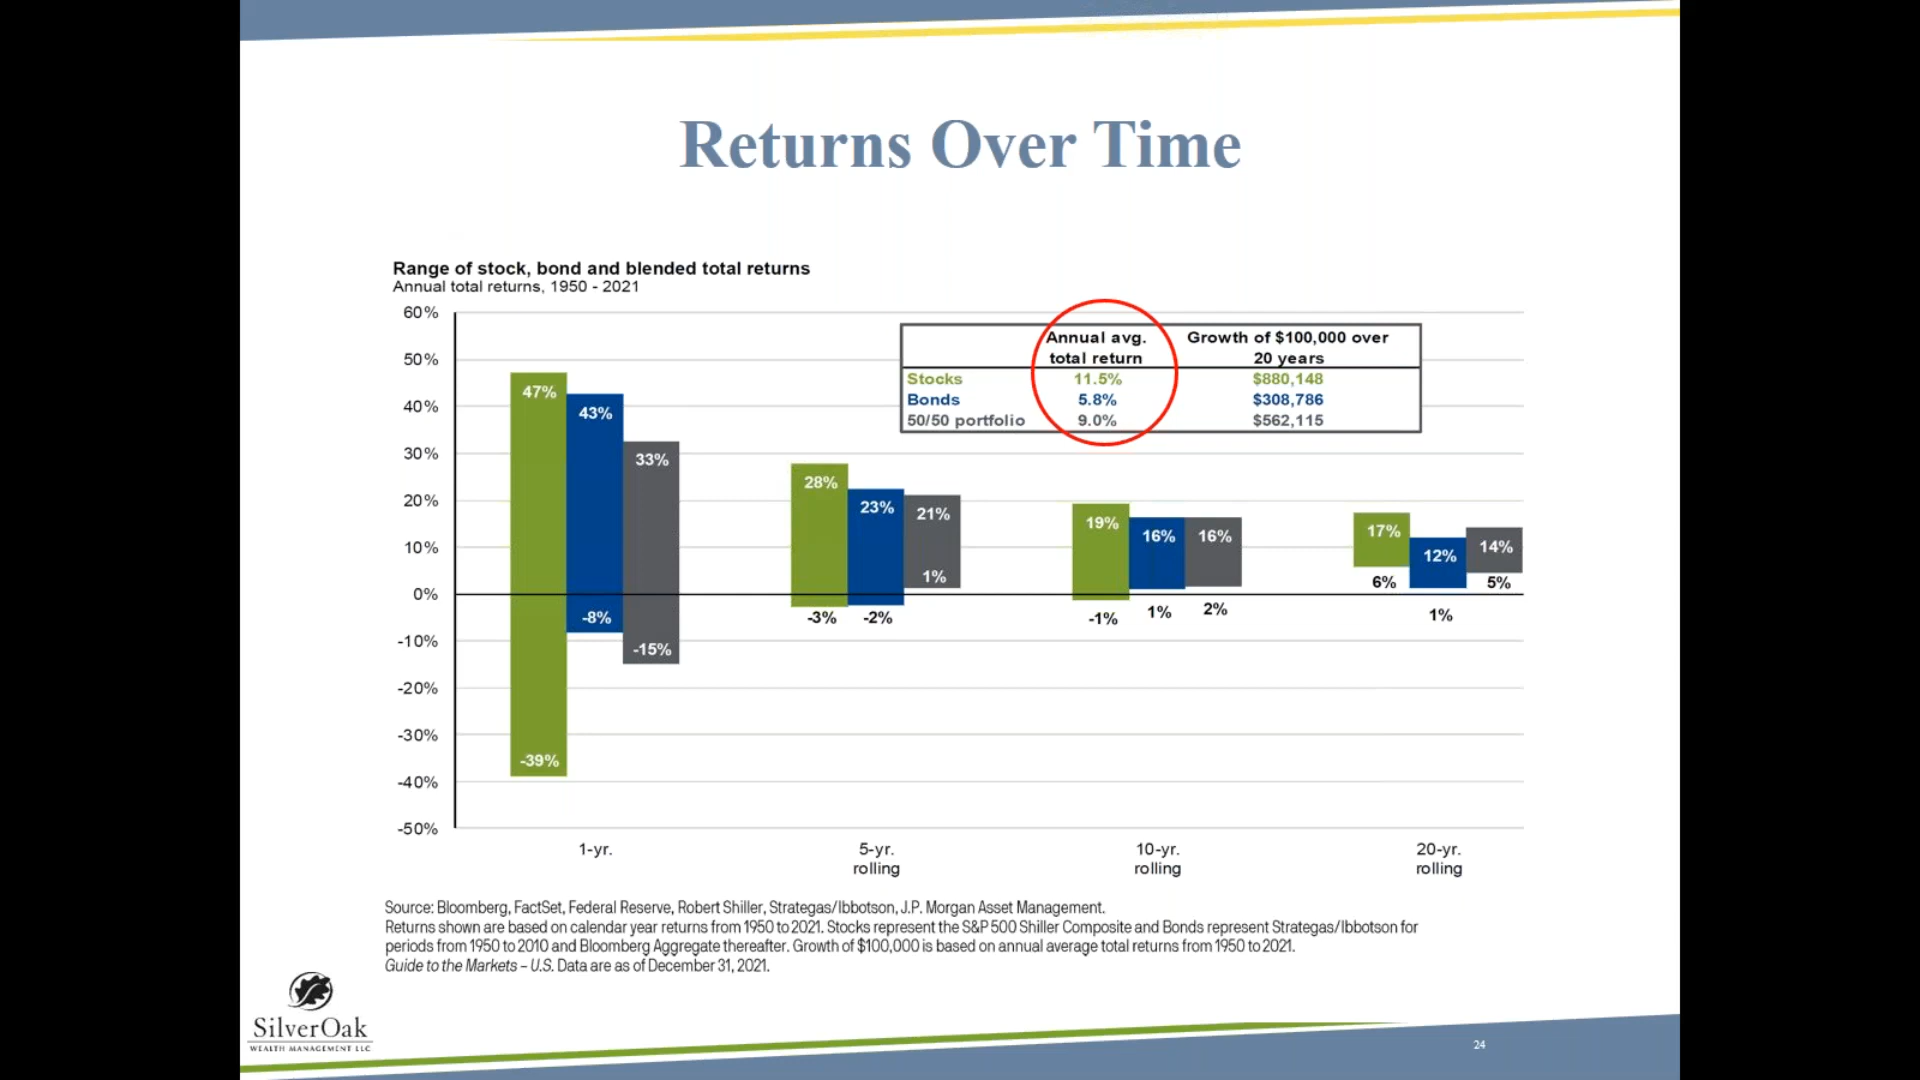 Returns Over Time
Range of stock, bond and blended total returns
Annual total returns, 1950 - 2021
60%
50%
40%
30%
20%
10%
0%
-10%
-20%
-30%
-40%
-50%
Annual avg. Growth of $100,000 over
total return 20 years
Stocks 11.5% $880,148
Bonds 5.8% $308,786
50/50 portfolio 9.0% $562,115
47%
43%
33%
-8%
-15%
-39%
28%
23%
21%
1%
-3% -2%
19%
16% 16%
-1% 1% 2%
17%
12%
14%
6% 5%
1%
1-yr. 5-yr. 10-yr. 20-yr.
rolling rolling rolling
Source: Bloomberg, FactSet, Federal Reserve, Robert Shiller, Strategas/Ibbotson, J.P. Morgan Asset Management.
Returns shown are based on calendar year returns from 1950 to 2021. Stocks represent the S&P 500 Shiller Composite and Bonds represent Strategas/Ibbotson for
periods from 1950 to 2010 and Bloomberg Aggregate thereafter. Growth of $100,000 is based on annual average total returns from 1950 to 2021.
Guide to the Markets – U.S. Data are as of December 31, 2021.
SilverOak
WEALTH MANAGEMENT LLC
24